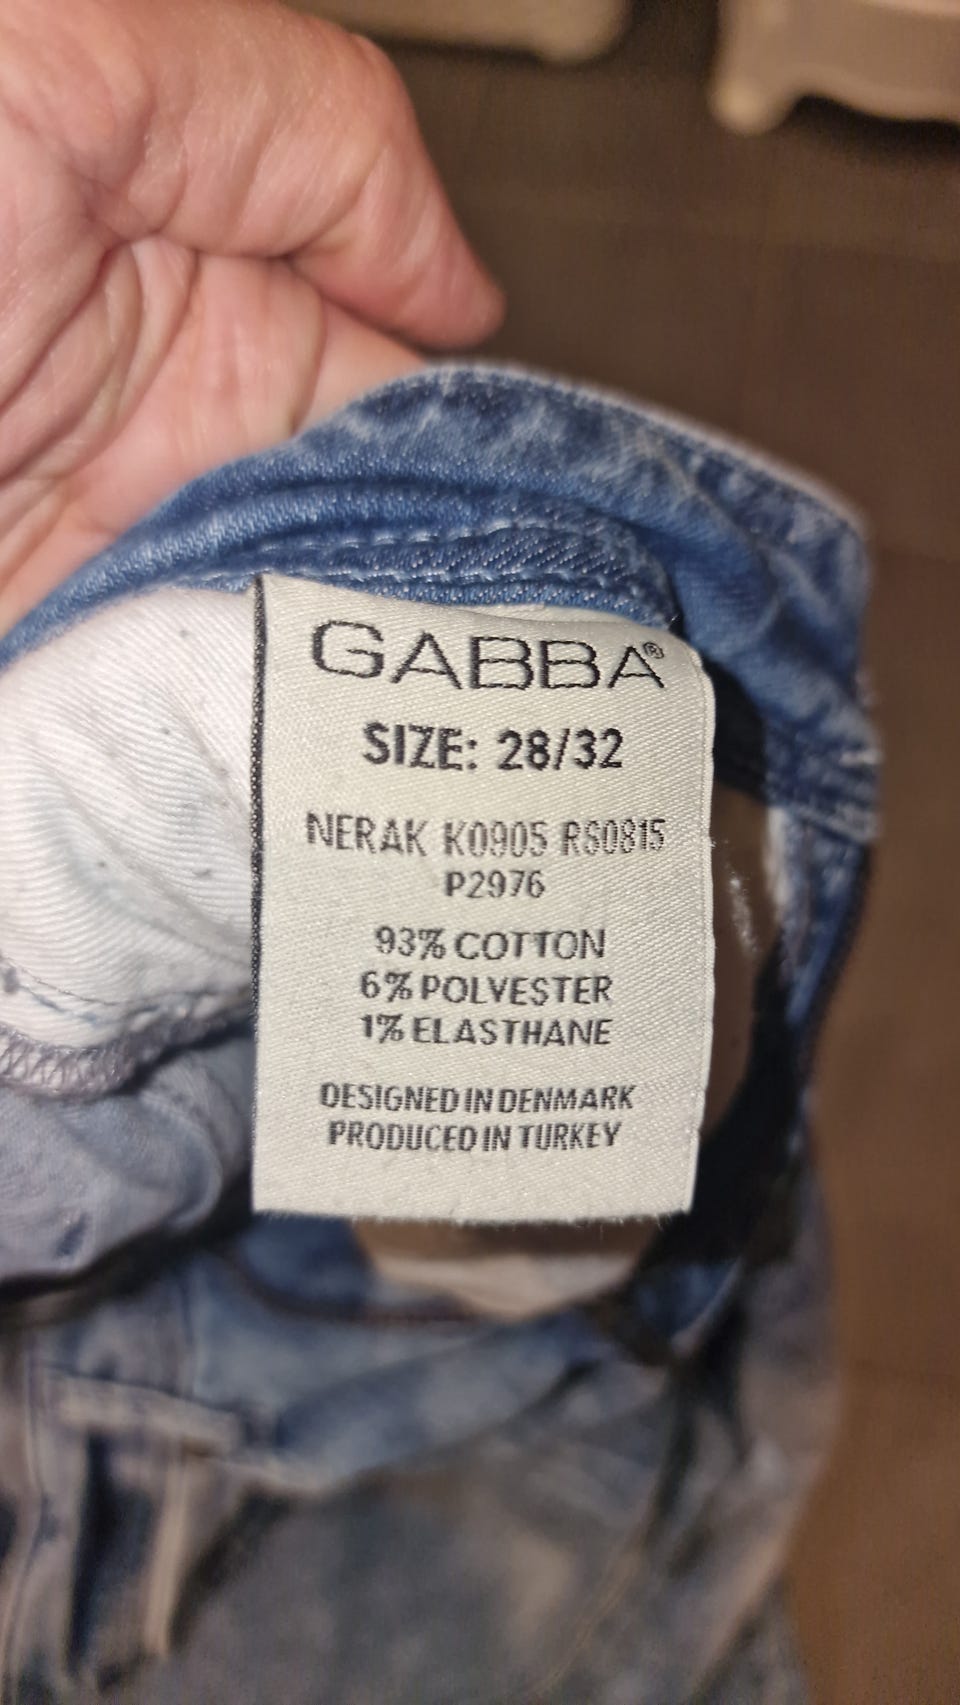 GABBA®
SIZE: 28/32
NERAK K0905 RS0815
P2976
93% COTTON
6% POLYESTER
1% ELASTHANE
DESIGNED IN DENMARK
PRODUCED IN TURKEY